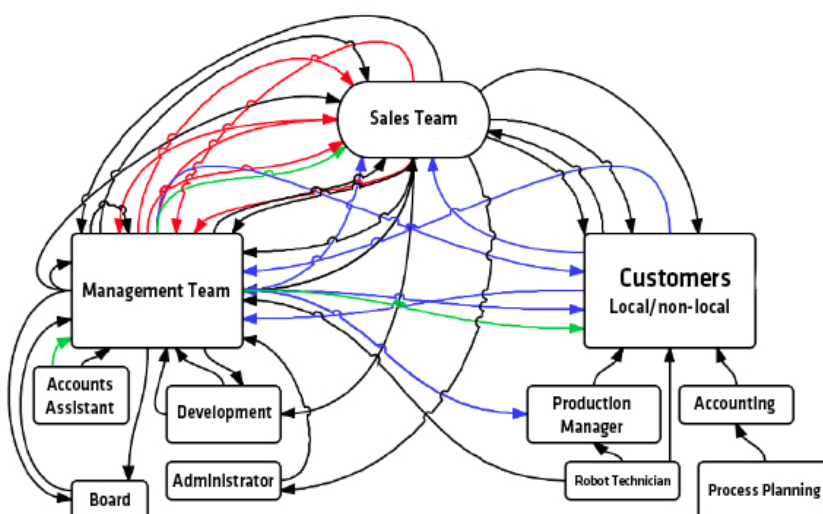 Sales Team
Management Team
Customers
Local/non-local
Accounts
Assistant
Development
Production
Manager
Accounting
Administrator
Robot Technician
Process Planning
Board